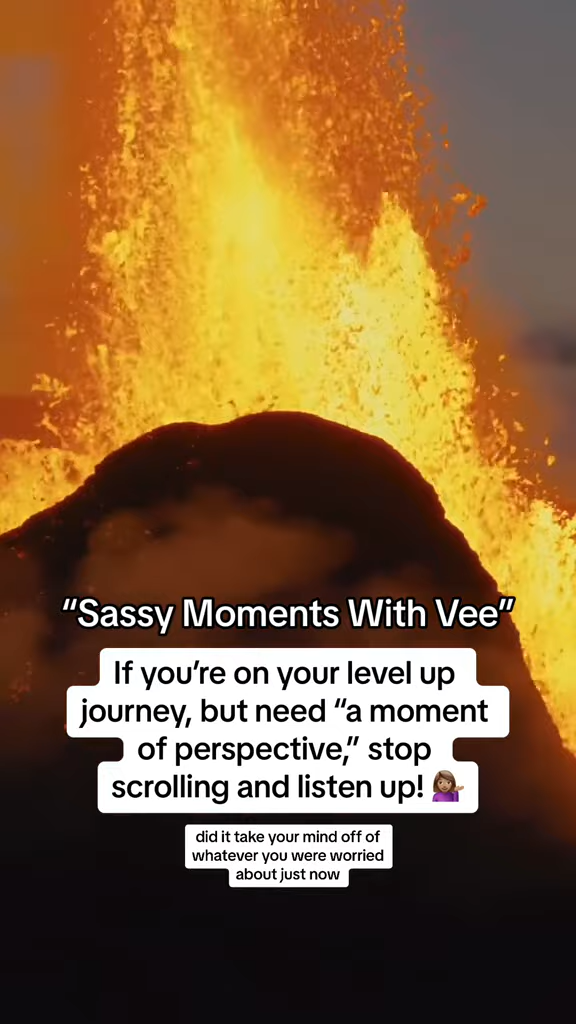 “Sassy Moments With Vee”
If you’re on your level up
journey, but need “a moment
of perspective,” stop
scrolling and listen up! 💁🏽‍♀️
did it take your mind off of
whatever you were worried
about just now